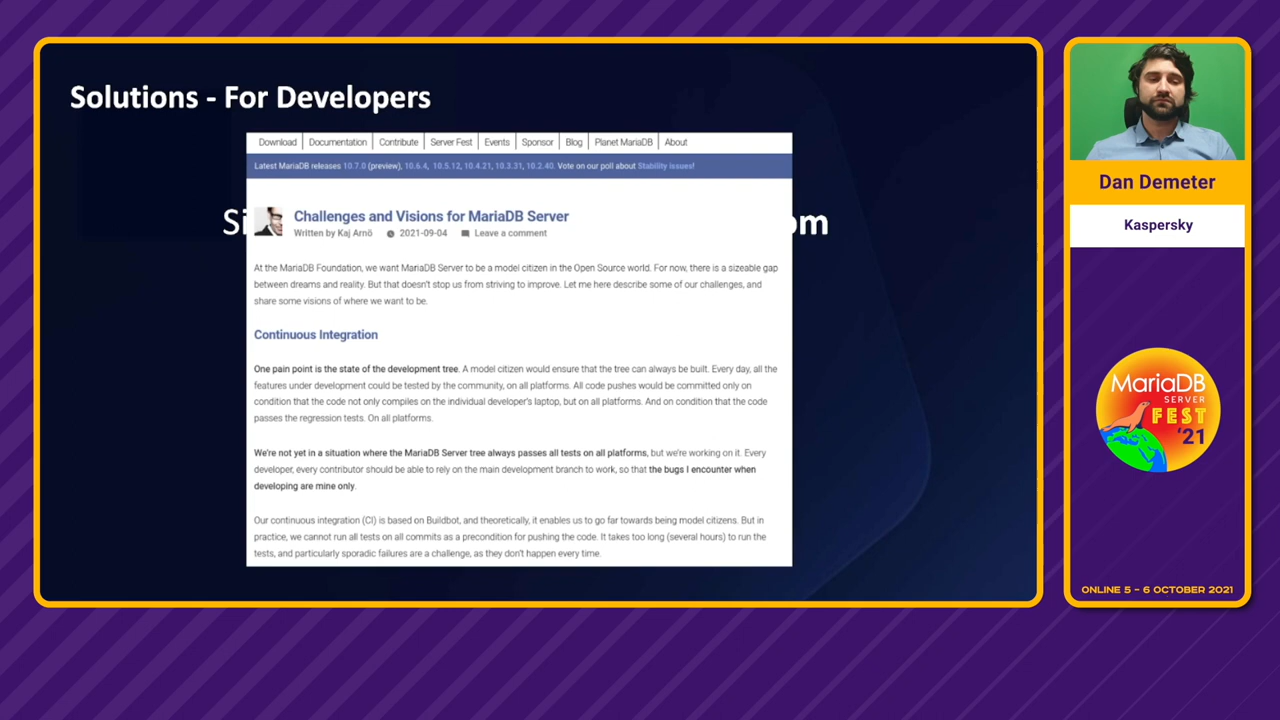 Solutions - For Developers
Download
Documentation
Contribute
Server Fest
Events
Sponsor
Blog
Planet MariaDB
About
Latest MariaDB releases 10.7.0 (preview), 10.6.4, 10.5.12, 10.4.21, 10.3.31, 10.2.40. Vote on our poll about Stability Issues!
Challenges and Visions for MariaDB Server
Written by Kaj Arnö 2021-09-04 Leave a comment
At the MariaDB Foundation, we want MariaDB Server to be a model citizen in the Open Source world. For now, there is a sizeable gap
between dreams and reality. But that doesn't stop us from striving to improve. Let me here describe some of our challenges, and
share some visions of where we want to be.
Continuous Integration
One pain point is the state of the development tree. A model citizen would ensure that the tree can always be built. Every day, all the
features under development could be tested by the community, on all platforms. All code pushes would be committed only on
condition that the code not only compiles on the individual developer's laptop, but on all platforms. And on condition that the code
passes the regression tests. On all platforms.
We're not yet in a situation where the MariaDB Server tree always passes all tests on all platforms, but we're working on it. Every
developer, every contributor should be able to rely on the main development branch to work, so that the bugs I encounter when
developing are mine only.
Our continuous integration (CI) is based on Buildbot, and theoretically, it enables us to go far towards being model citizens. But in
practice, we cannot run all tests on all commits as a precondition for pushing the code. It takes too long (several hours) to run the
tests, and particularly sporadic failures are a challenge, as they don't happen every time.
Dan Demeter
Kaspersky
MariaDB
SERVER
FEST
'21
ONLINE 5 - 6 OCTOBER 2021